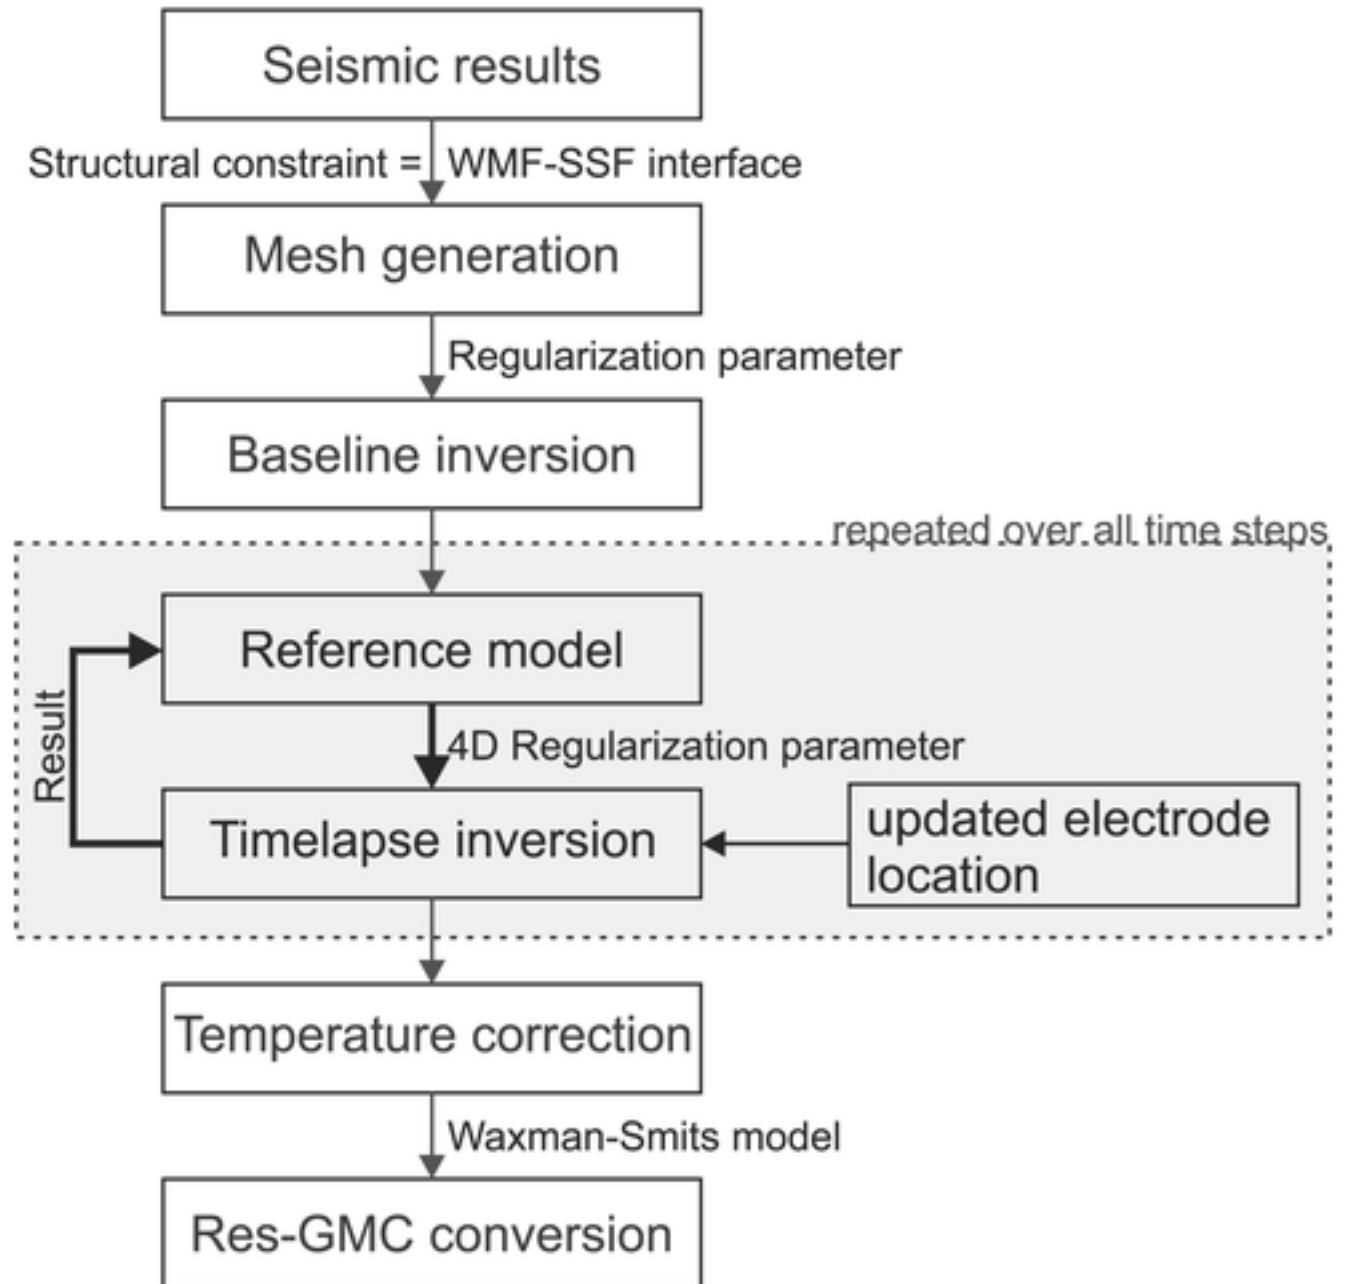 Seismic results
Structural constraint = WMF-SSF interface
Mesh generation
Regularization parameter
Baseline inversion
repeated over all time steps
Reference model
Result
4D Regularization parameter
Timelapse inversion
updated electrode
location
Temperature correction
Waxman-Smits model
Res-GMC conversion